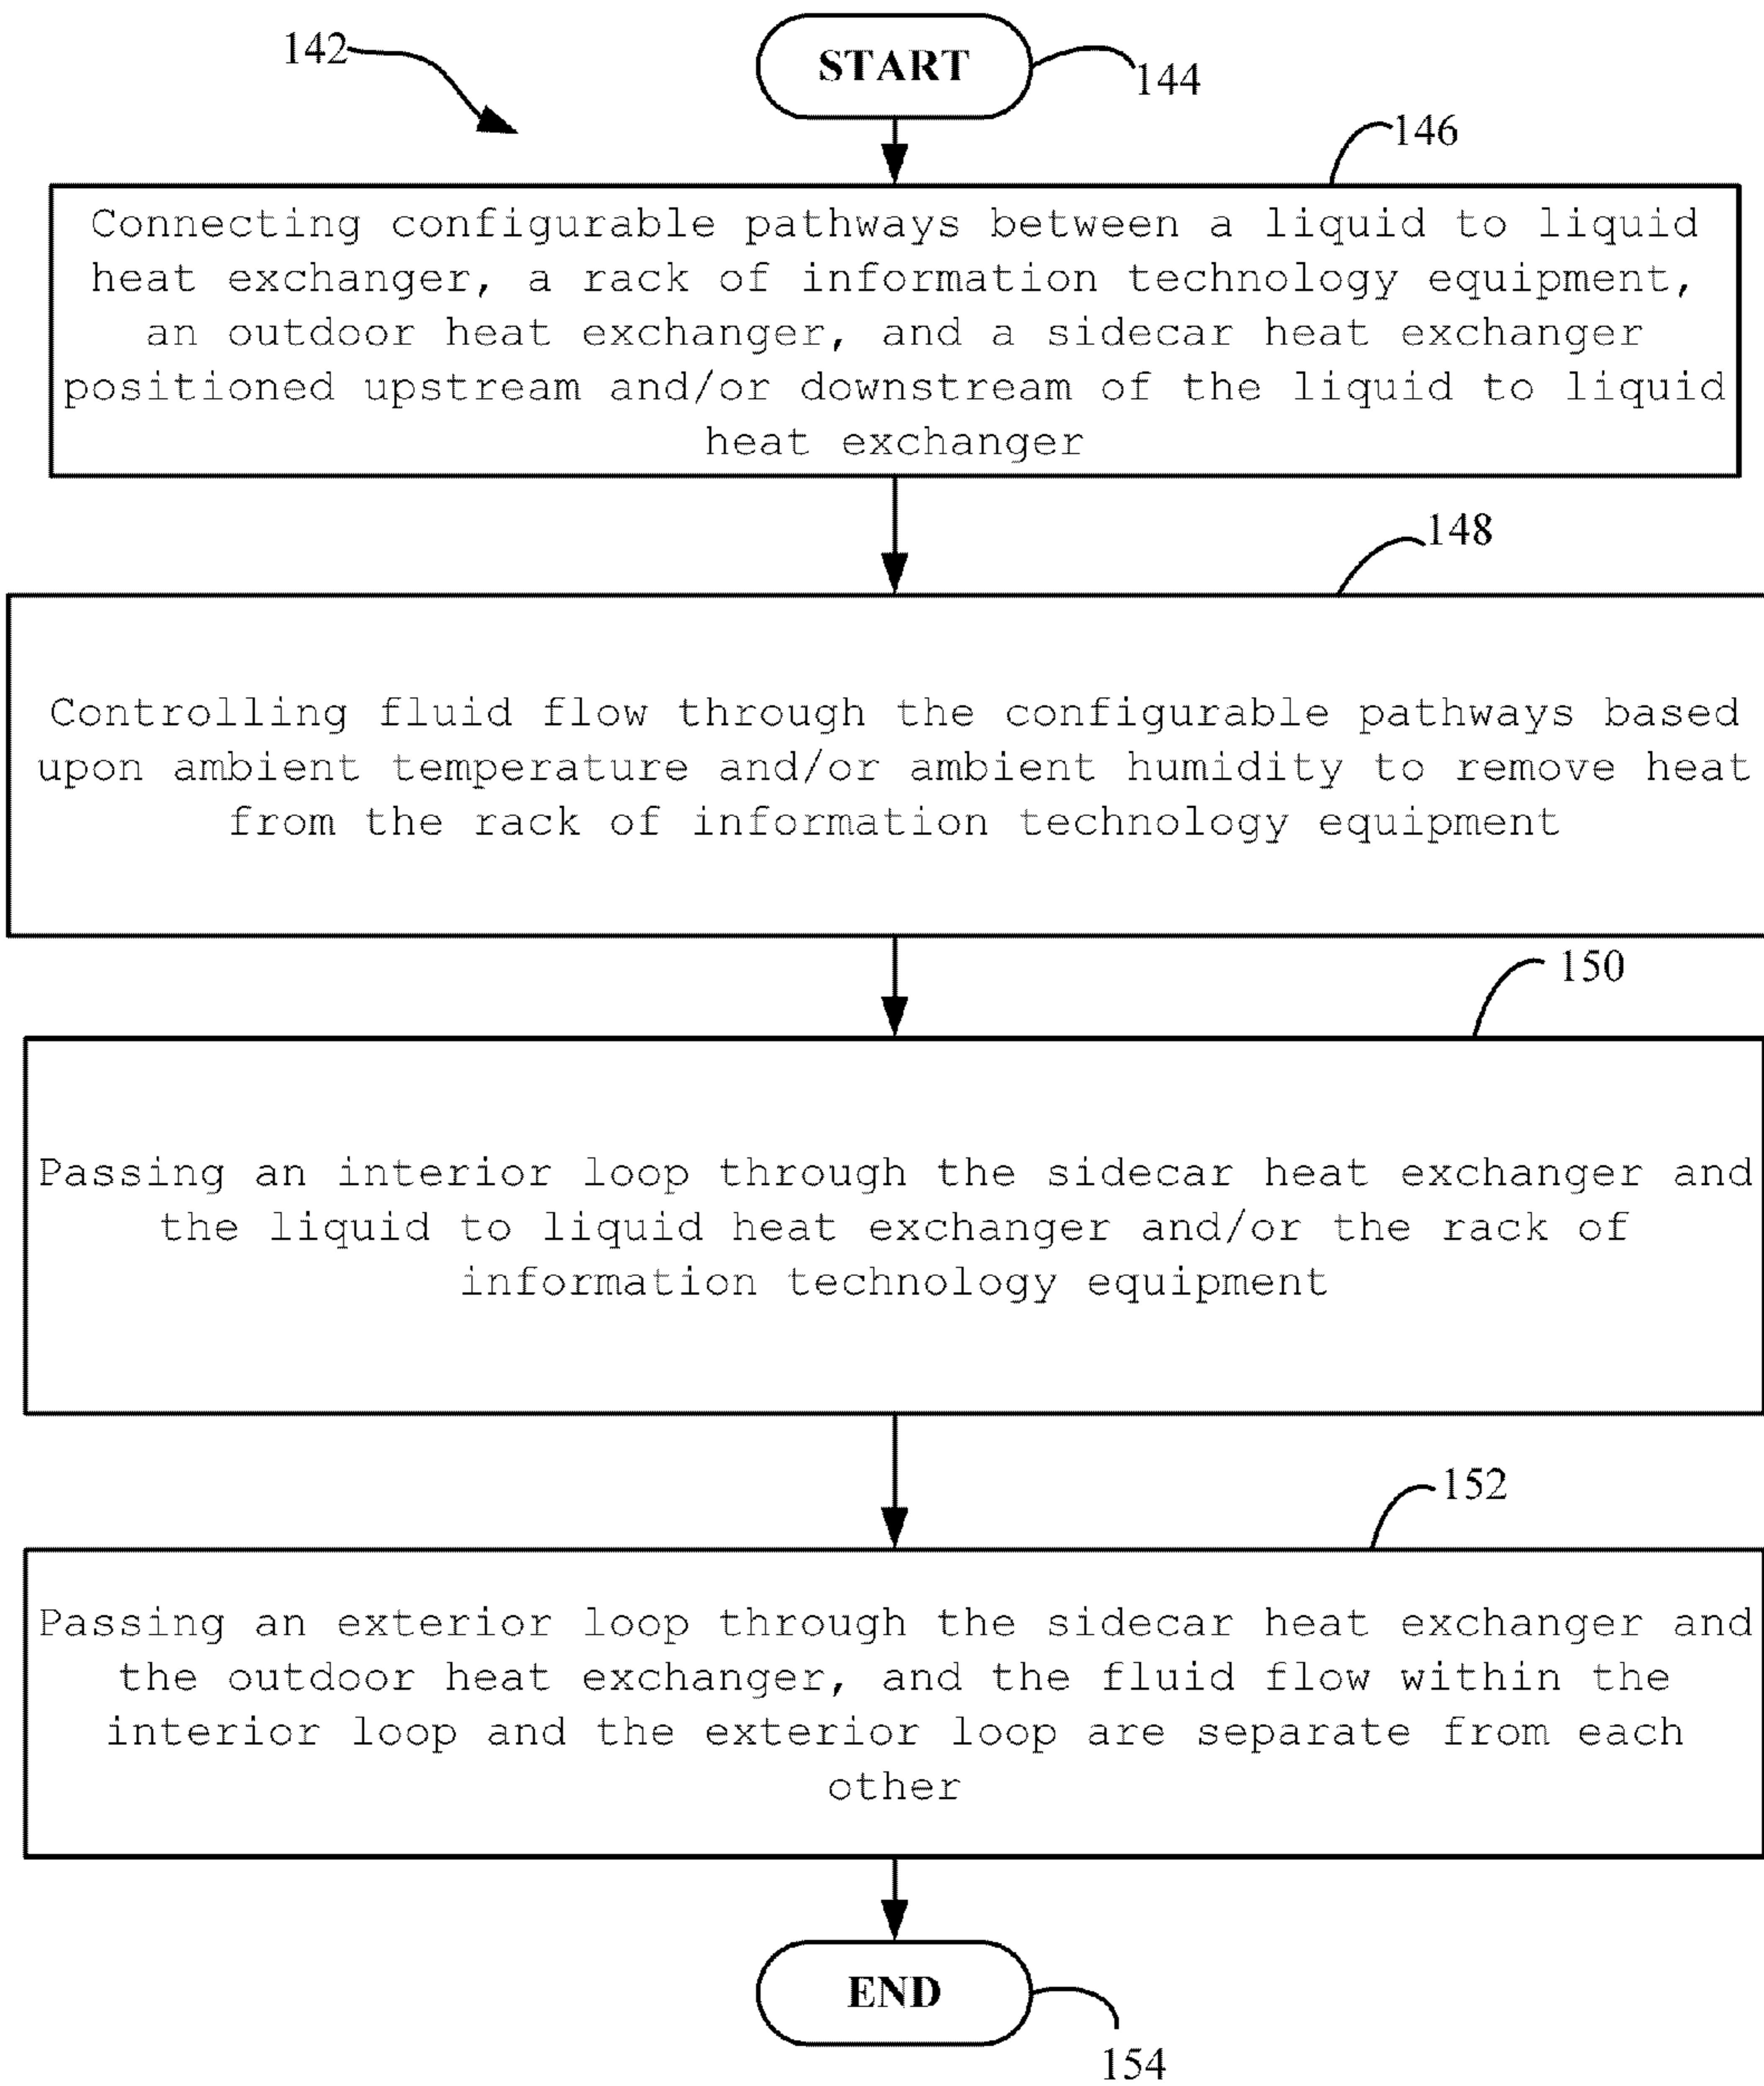 142
START
144
146
Connecting configurable pathways between a liquid to liquid
heat exchanger, a rack of information technology equipment,
an outdoor heat exchanger, and a sidecar heat exchanger
positioned upstream and/or downstream of the liquid to liquid
heat exchanger
148
Controlling fluid flow through the configurable pathways based
upon ambient temperature and/or ambient humidity to remove heat
from the rack of information technology equipment
150
Passing an interior loop through the sidecar heat exchanger and
the liquid to liquid heat exchanger and/or the rack of
information technology equipment
152
Passing an exterior loop through the sidecar heat exchanger and
the outdoor heat exchanger, and the fluid flow within the
interior loop and the exterior loop are separate from each
other
END
154